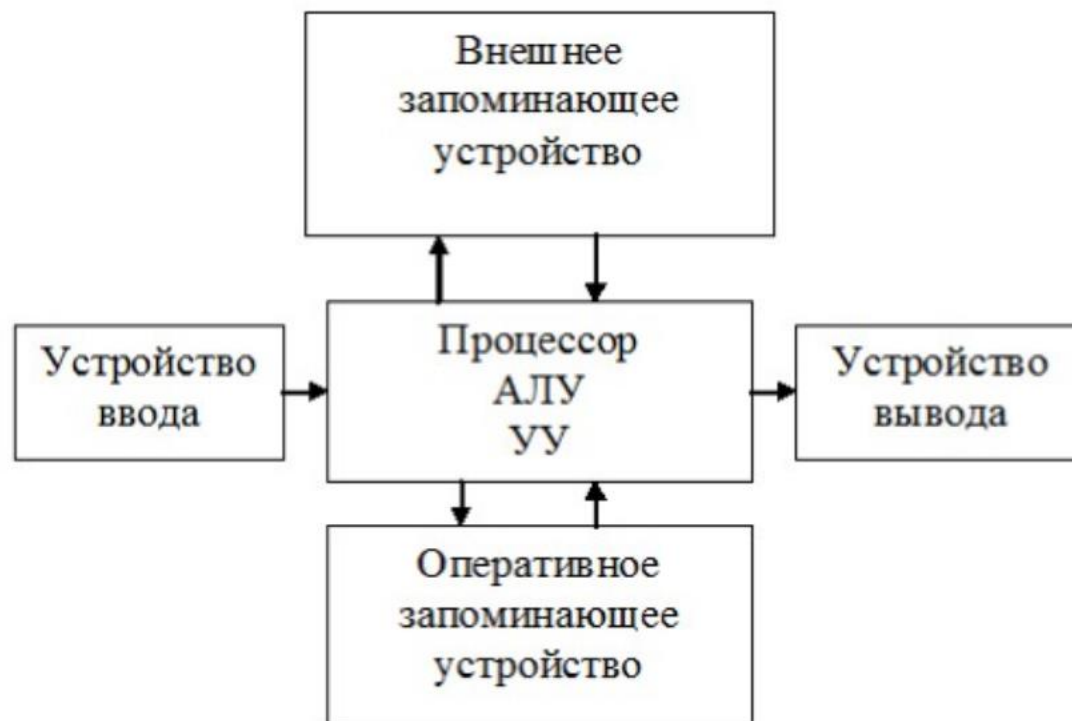 Внешнее
запоминающее
устройство
Устройство
ввода
Процессор
АЛУ
УУ
Устройство
вывода
Оперативное
запоминающее
устройство